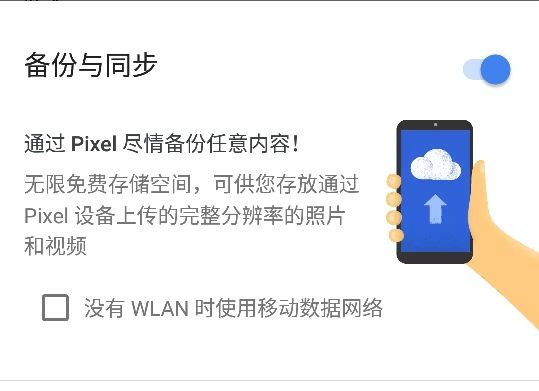 备份与同步
通过 Pixel 尽情备份任意内容！
无限免费存储空间，可供您存放通过
Pixel 设备上传的完整分辨率的照片
和视频
没有 WLAN 时使用移动数据网络